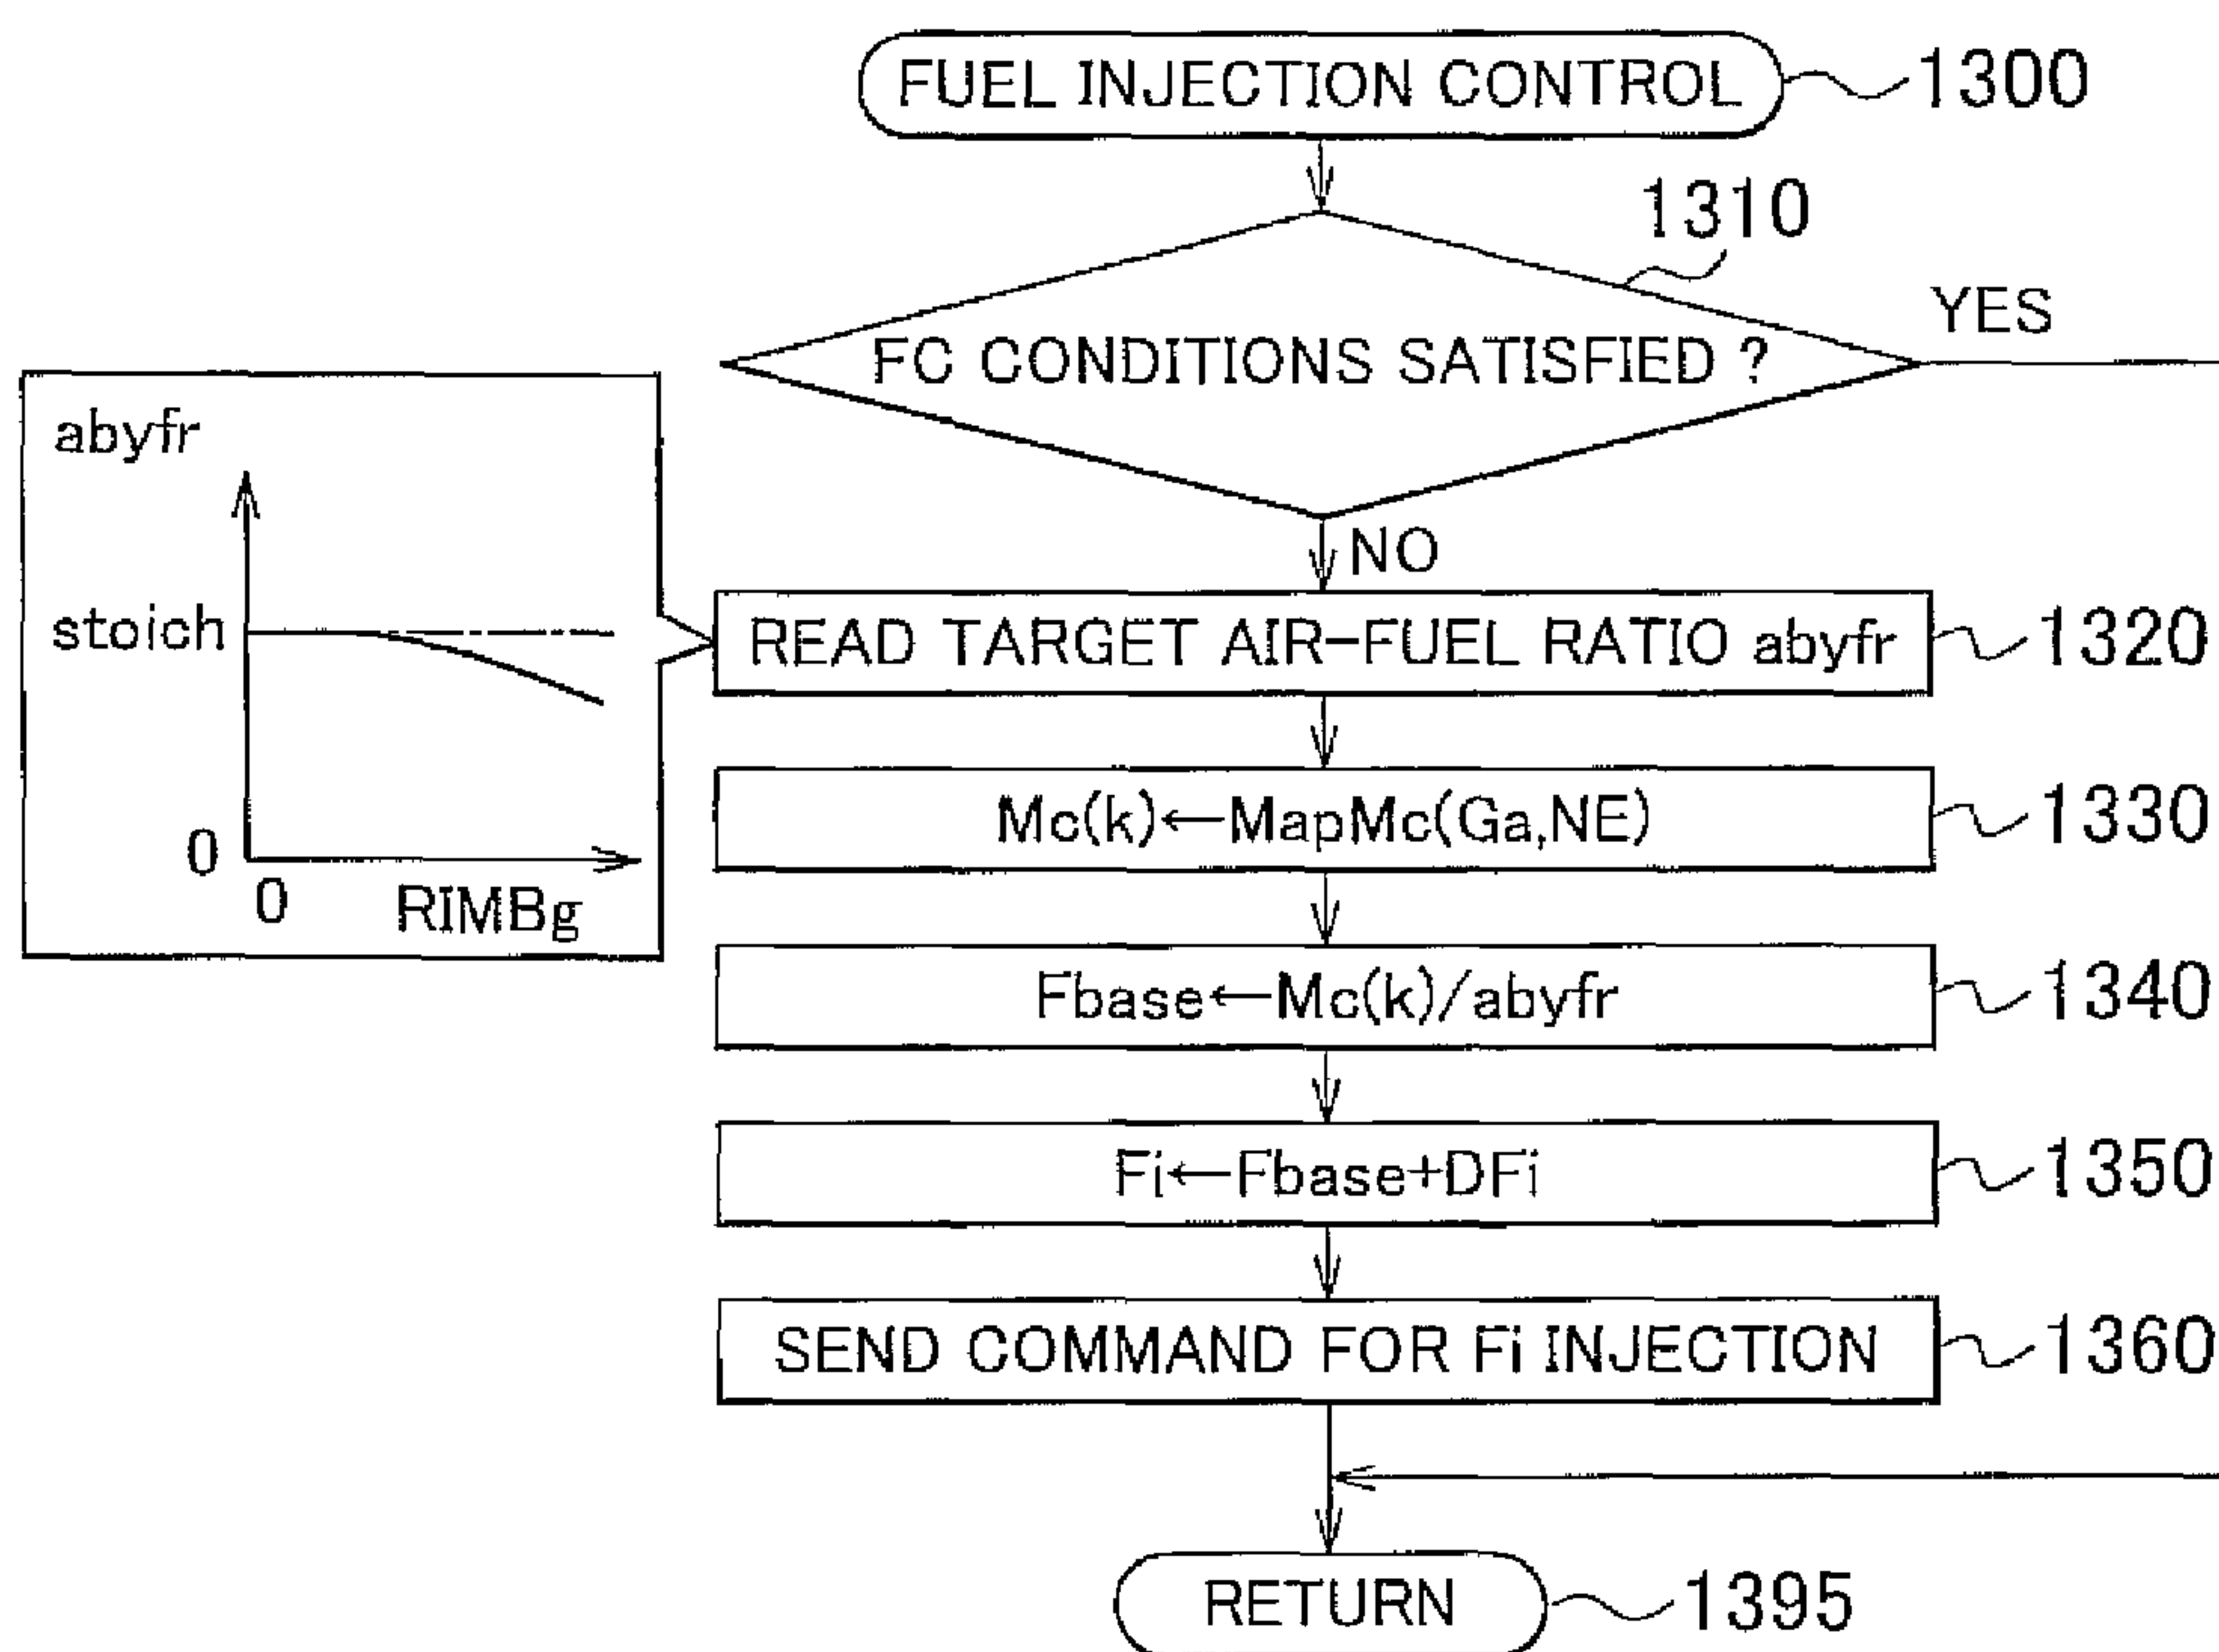 FUEL INJECTION CONTROL
1300
1310
FC CONDITIONS SATISFIED ?
YES
NO
abyfr
stoich
0
0
RIMBg
READ TARGET AIR-FUEL RATIO abyfr
1320
Mc(k)←MapMc(Ga,NE)
1330
Fbase←Mc(k)/abyfr
1340
Fi←Fbase+DFi
1350
SEND COMMAND FOR Fi INJECTION
1360
RETURN
1395